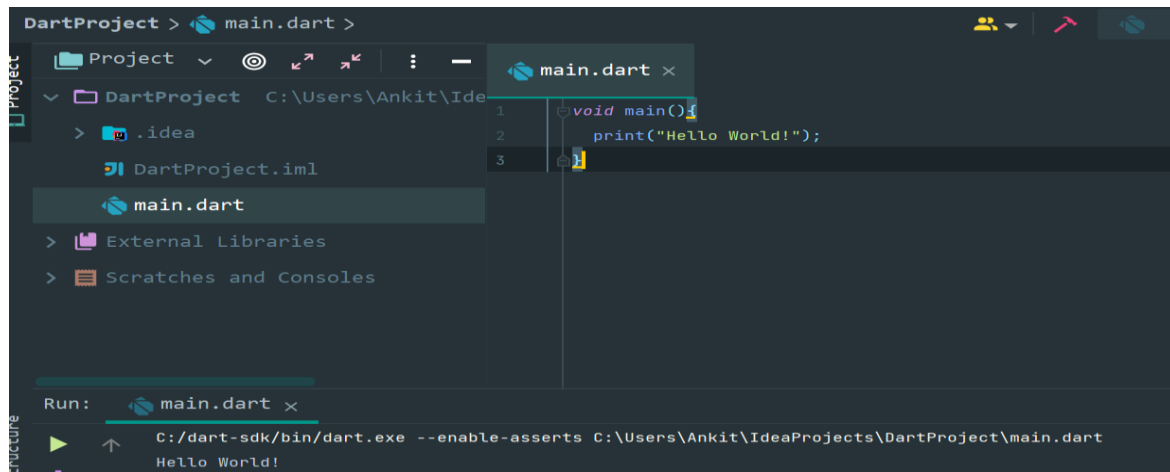 DartProject > main.dart >
Project
Project
main.dart ×
DartProject C:\Users\Ankit\Ide
.idea
DartProject.iml
main.dart
External Libraries
Scratches and Consoles
1 void main(){
2 print("Hello World!");
3 }
Run: main.dart ×
ructure
C:/dart-sdk/bin/dart.exe --enable-asserts C:\Users\Ankit\IdeaProjects\DartProject\main.dart
Hello World!